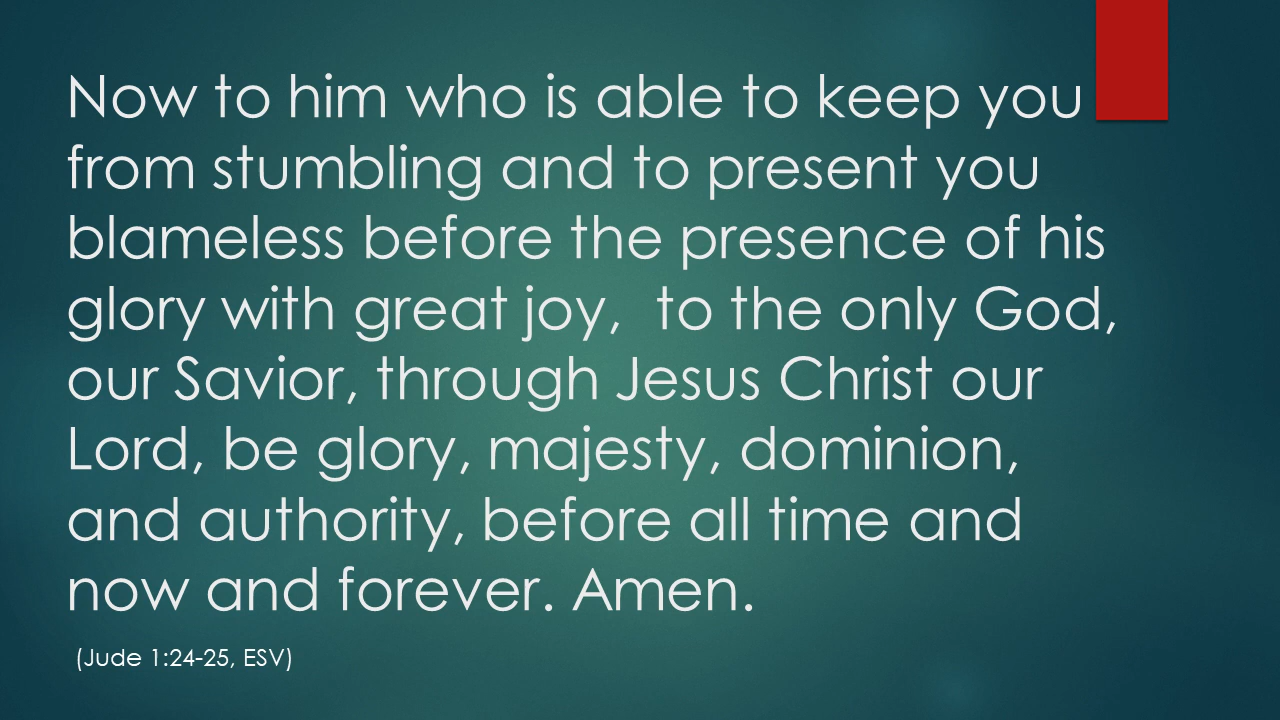 Now to him who is able to keep you
from stumbling and to present you
blameless before the presence of his
glory with great joy,  to the only God,
our Savior, through Jesus Christ our
Lord, be glory, majesty, dominion,
and authority, before all time and
now and forever. Amen.
(Jude 1:24-25, ESV)